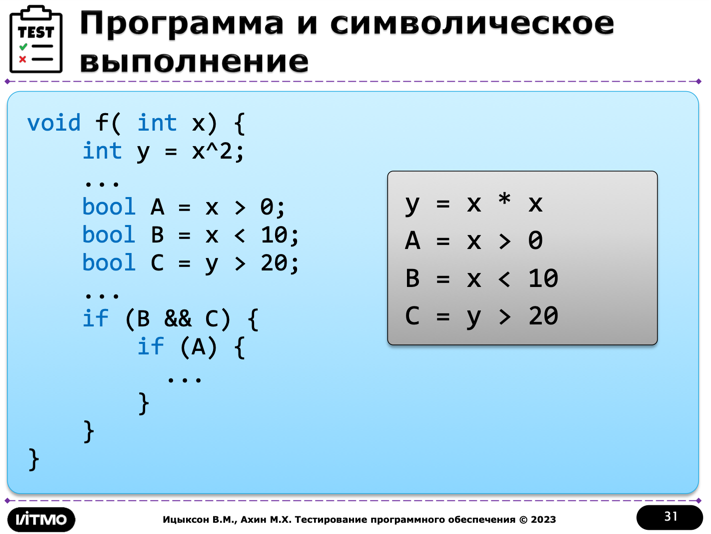 TEST
Программа и символическое
выполнение
void f( int x) {
int y = x^2;
...
bool A = x > 0;
bool B = x < 10;
bool C = y > 20;
...
if (B && C) {
if (A) {
...
}
}
}
y = x * x
A = x > 0
B = x < 10
C = y > 20
ViTMO
Ицыксон В.М., Ахин М.Х. Тестирование программного обеспечения © 2023
31